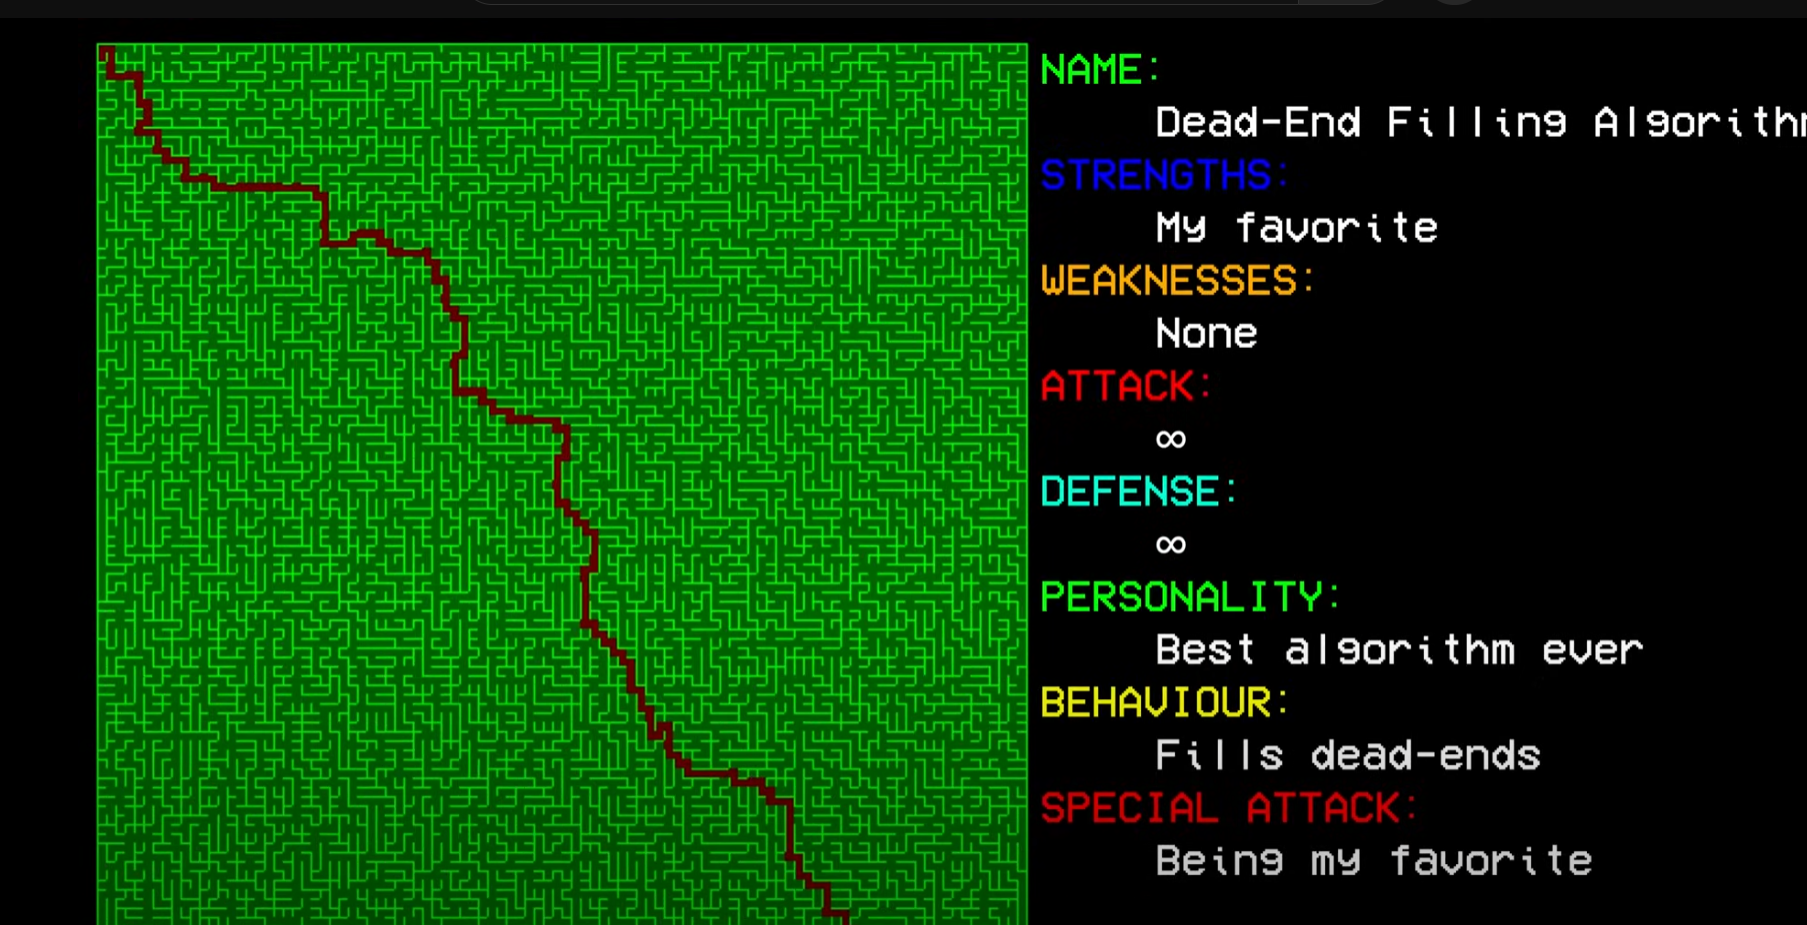 NAME:
Dead-End Filling Algorithm
STRENGTHS:
My favorite
WEAKNESSES:
None
ATTACK:
∞
DEFENSE:
∞
PERSONALITY:
Best algorithm ever
BEHAVIOUR:
Fills dead-ends
SPECIAL ATTACK:
Being my favorite